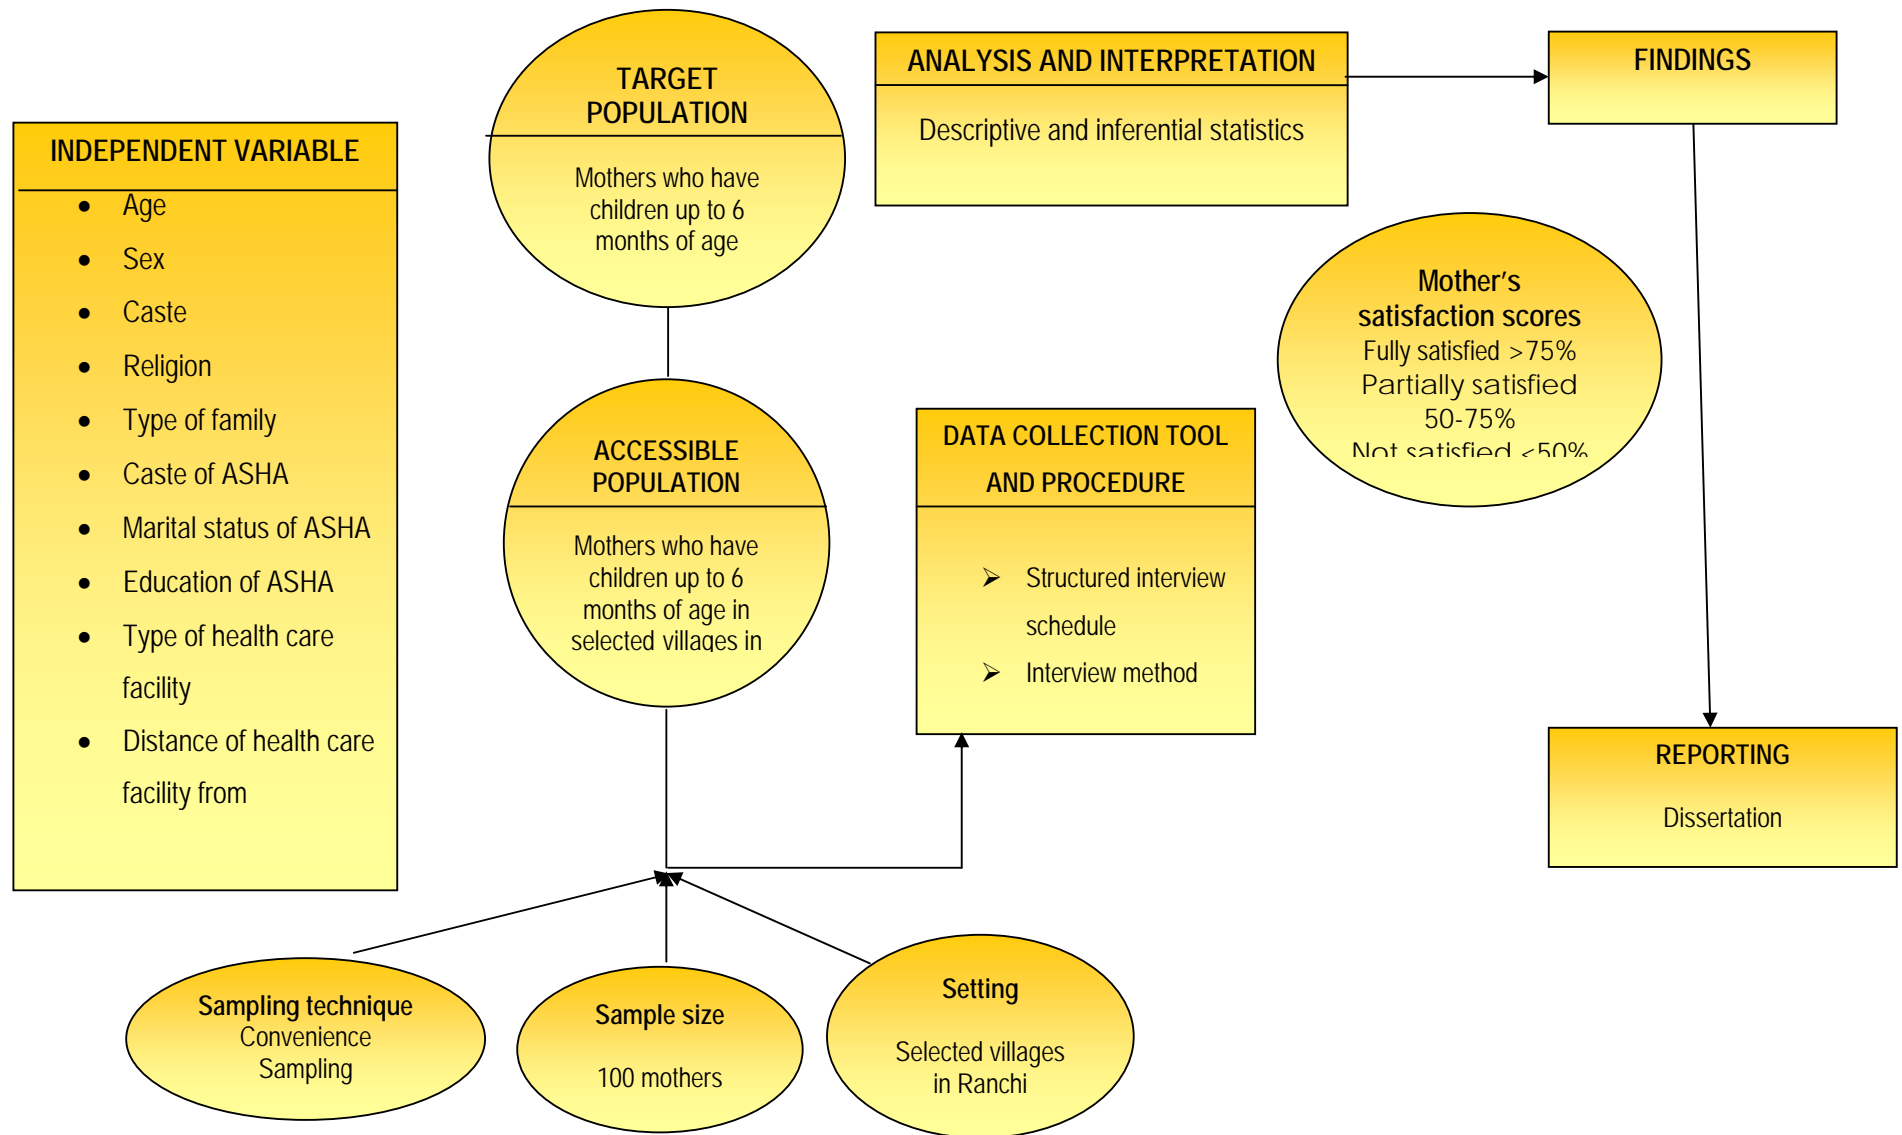 INDEPENDENT VARIABLE
• Age
• Sex
• Caste
• Religion
• Type of family
• Caste of ASHA
• Marital status of ASHA
• Education of ASHA
• Type of health care
facility
• Distance of health care
facility from
TARGET
POPULATION
Mothers who have
children up to 6
months of age
ACCESSIBLE
POPULATION
Mothers who have
children up to 6
months of age in
selected villages in
Sampling technique
Convenience
Sampling
Sample size
100 mothers
Setting
Selected villages
in Ranchi
DATA COLLECTION TOOL
AND PROCEDURE
➢ Structured interview
schedule
➢ Interview method
ANALYSIS AND INTERPRETATION
Descriptive and inferential statistics
Mother's
satisfaction scores
Fully satisfied >75%
Partially satisfied
50-75%
Not satisfied <50%
FINDINGS
REPORTING
Dissertation